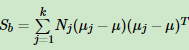 $S_b = \sum_{j=1}^{k} N_j (\mu_j - \mu)(\mu_j - \mu)^T$